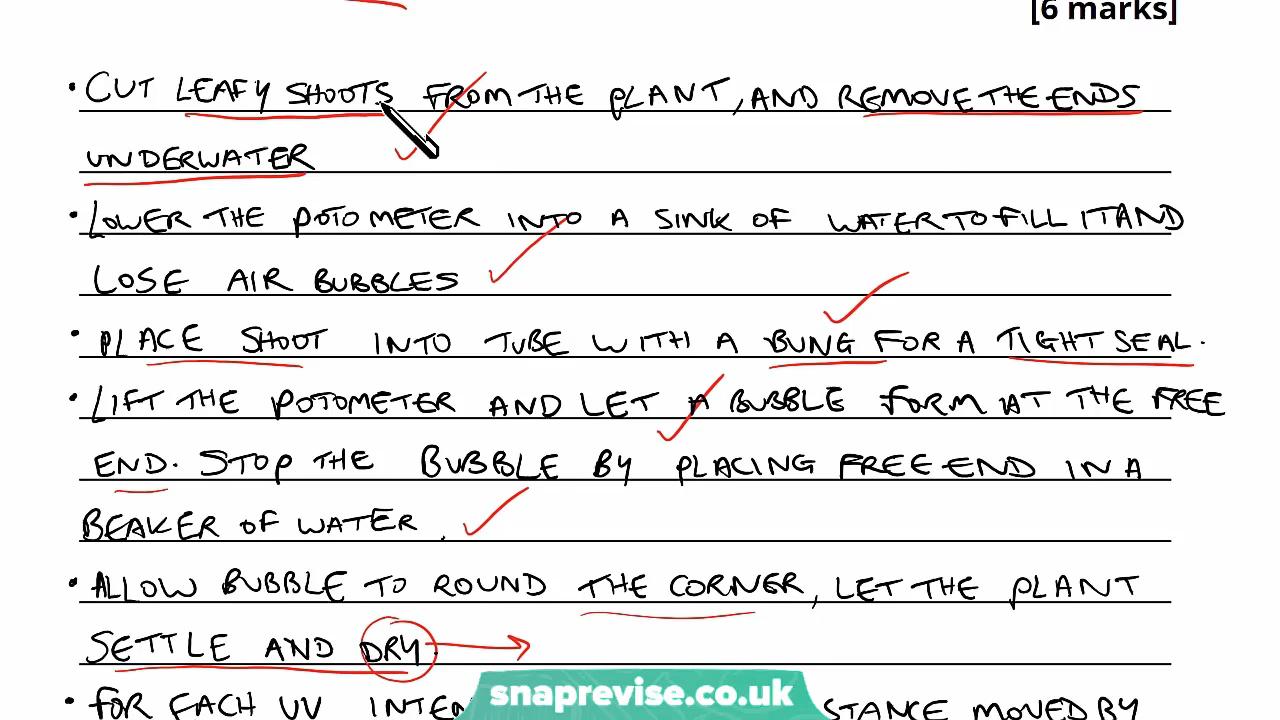 [6 marks]
• CUT LEAFY SHOOTS FROM THE PLANT, AND REMOVE THE ENDS
UNDERWATER
• LOWER THE POTOMETER INTO A SINK OF WATER TO FILL IT AND
LOSE AIR BUBBLES
• PLACE SHOOT INTO TUBE WITH A BUNG FOR A TIGHT SEAL.
• LIFT THE POTOMETER AND LET A BUBBLE FORM AT THE FREE
END. STOP THE BUBBLE BY PLACING FREE END IN A
BEAKER OF WATER.
• ALLOW BUBBLE TO ROUND THE CORNER, LET THE PLANT
SETTLE AND DRY.
• FOR EACH UV MOVED BY
snaprevise.co.uk